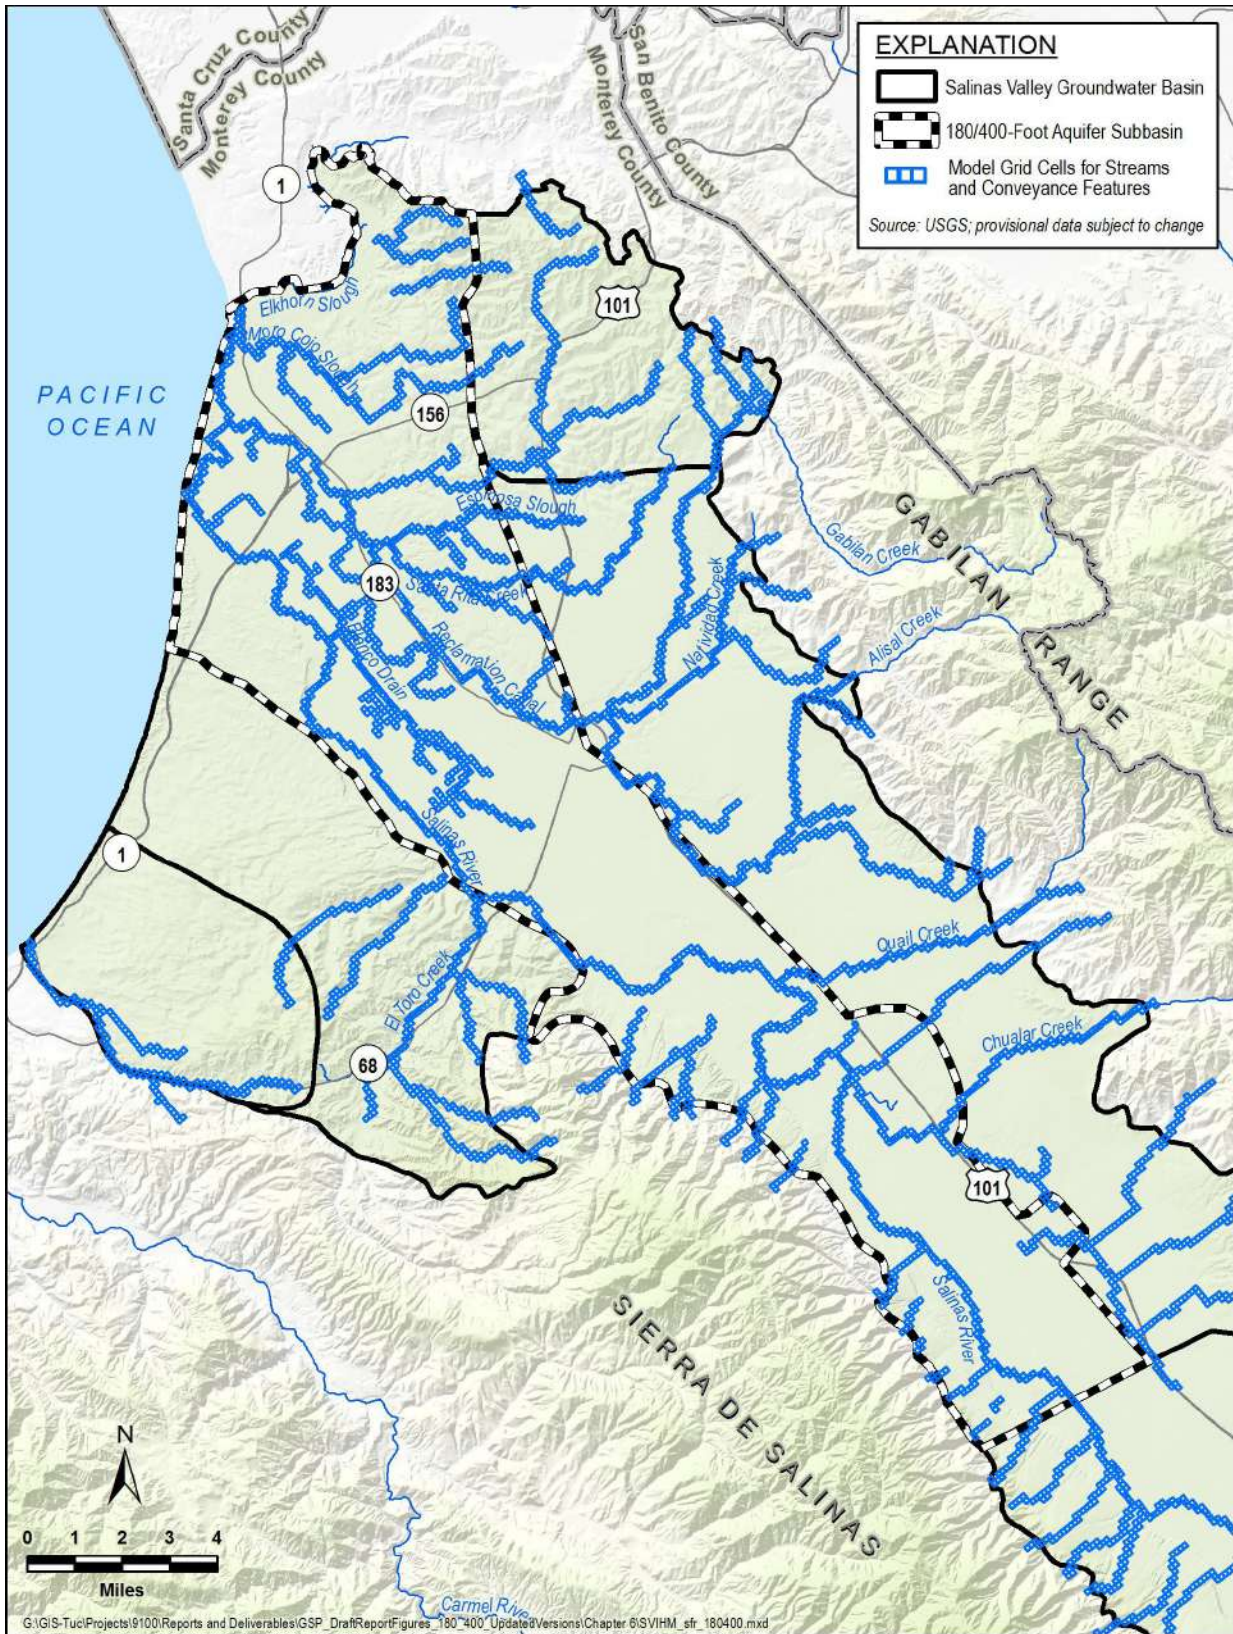 EXPLANATION
Salinas Valley Groundwater Basin
180/400-Foot Aquifer Subbasin
Model Grid Cells for Streams
and Conveyance Features
Source: USGS; provisional data subject to change
Santa Cruz County
Monterey County
San Benito County
Monterey County
1
101
Elkhorn Slough
Moro Cojo Slough
PACIFIC
OCEAN
156
Espinosa Slough
GABILAN
RANGE
Gabilan Creek
183
Santa Rita Creek
Natividad Creek
Alisal Creek
Blanco Drain
Reclamation Canal
Salinas River
1
Quail Creek
El Toro Creek
Chualar Creek
68
101
Salinas River
SIERRA DE SALINAS
N
0 1 2 3 4
Miles
Carmel River
G:\GIS-Tuc\Projects\9100\Reports and Deliverables\GSP_DraftReportFigures_180_400_UpdatedVersions\Chapter 6\SVIHM_sfr_180400.mxd